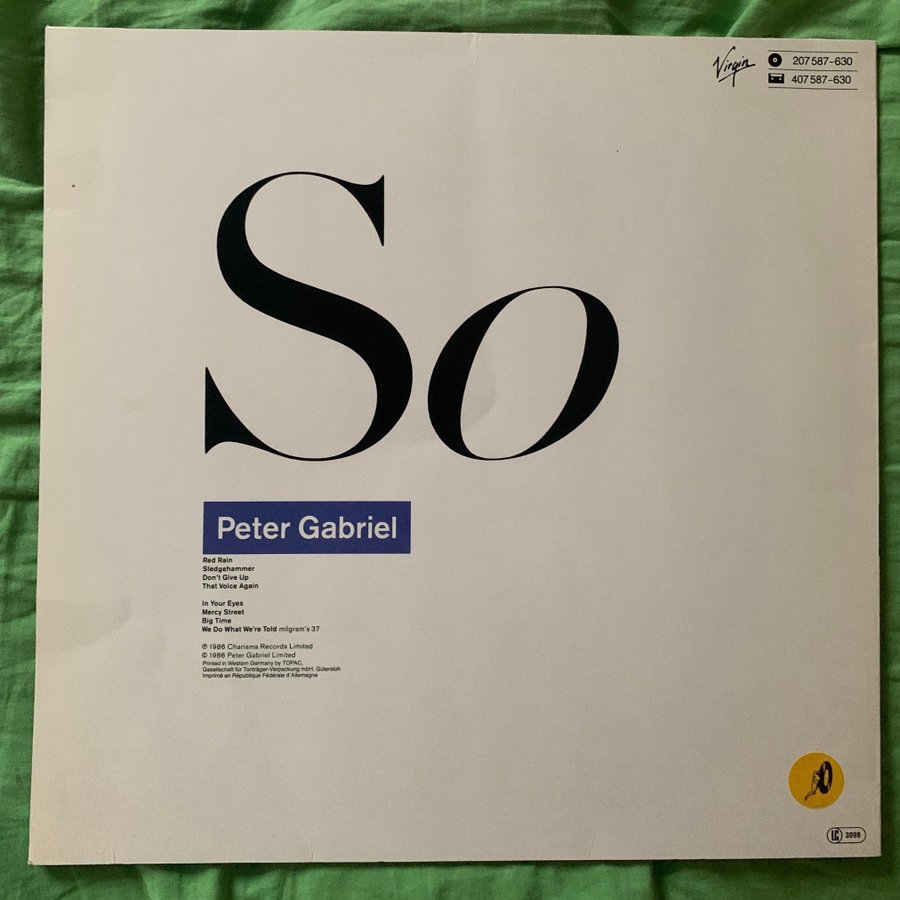 Virgin
207 587-630
407 587-630
So
Peter Gabriel
Red Rain
Sledgehammer
Don't Give Up
That Voice Again
In Your Eyes
Mercy Street
Big Time
We Do What We're Told milgram's 37
℗ 1986 Charisma Records Limited
© 1986 Peter Gabriel Limited
Printed in Western Germany by TOPAC,
Gesellschaft für Tonträger-Verpackung mbH, Gütersloh
Imprimé en République Fédérale d'Allemagne
LC 3098